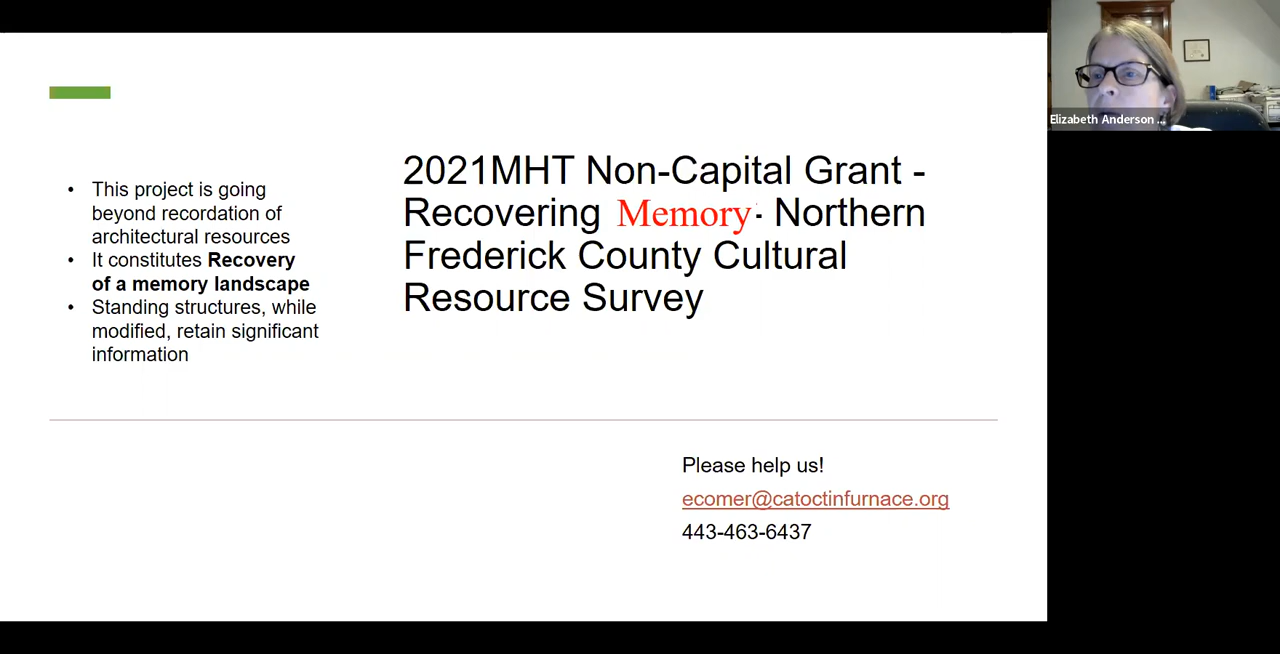 This project is going
beyond recordation of
architectural resources
It constitutes Recovery
of a memory landscape
Standing structures, while
modified, retain significant
information
2021MHT Non-Capital Grant -
Recovering Memory - Northern
Frederick County Cultural
Resource Survey
Please help us!
ecomer@catoctinfurnace.org
443-463-6437
Elizabeth Anderson ...